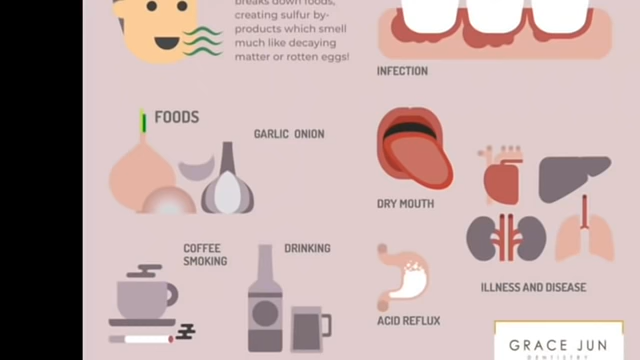 breaks down foods,
creating sulfur by-
products which smell
much like decaying
matter or rotten eggs!
INFECTION
FOODS
GARLIC ONION
DRY MOUTH
COFFEE
SMOKING
DRINKING
ILLNESS AND DISEASE
ACID REFLUX
GRACE JUN
DENTISTRY